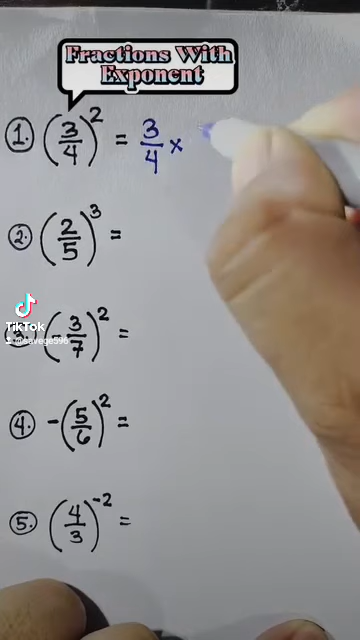 Fractions With
Exponent
1. (3/4)² = 3/4 ×
2. (2/5)³ =
TikTok
3. (-3/7)² =
@savege596
4. -(5/6)² =
5. (4/3)⁻² =